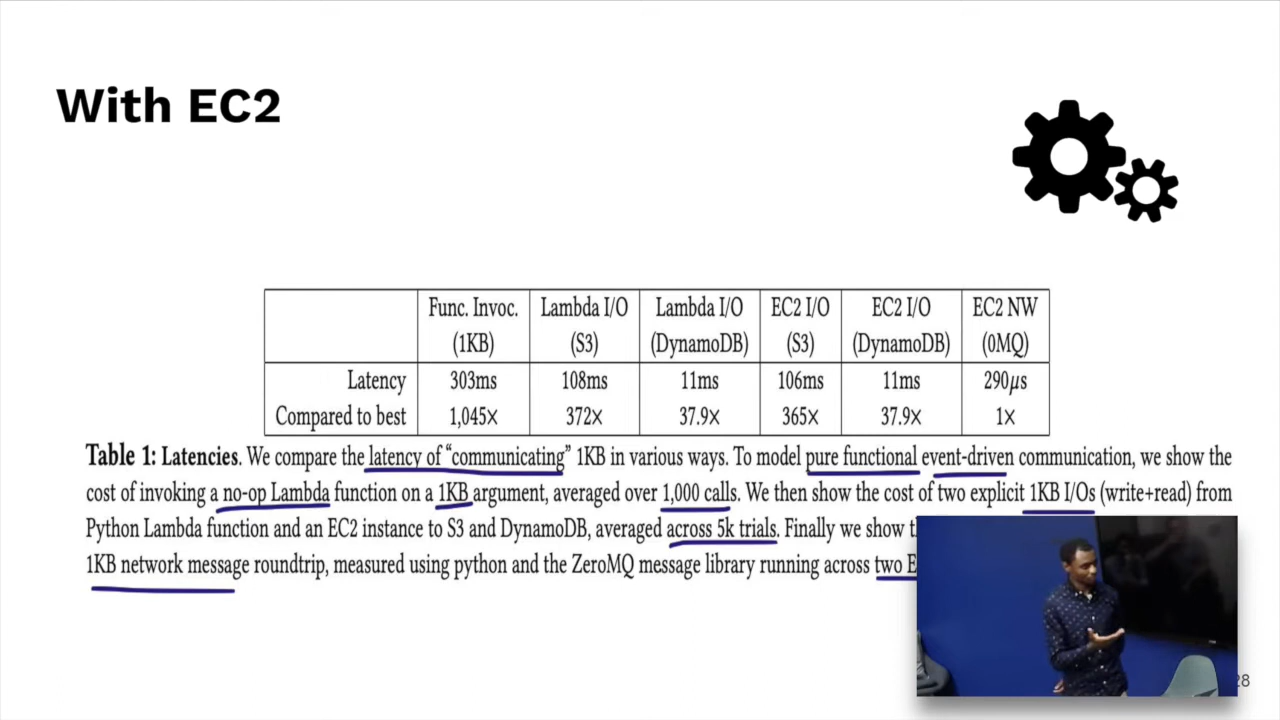 With EC2
Func. Invoc. (1KB) Lambda I/O (S3) Lambda I/O (DynamoDB) EC2 I/O (S3) EC2 I/O (DynamoDB) EC2 NW (0MQ)
Latency 303ms 108ms 11ms 106ms 11ms 290μs
Compared to best 1,045× 372× 37.9× 365× 37.9× 1×
Table 1: Latencies. We compare the latency of “communicating” 1KB in various ways. To model pure functional event-driven communication, we show the
cost of invoking a no-op Lambda function on a 1KB argument, averaged over 1,000 calls. We then show the cost of two explicit 1KB I/Os (write+read) from
Python Lambda function and an EC2 instance to S3 and DynamoDB, averaged across 5k trials. Finally we show
1KB network message roundtrip, measured using python and the ZeroMQ message library running across two
28